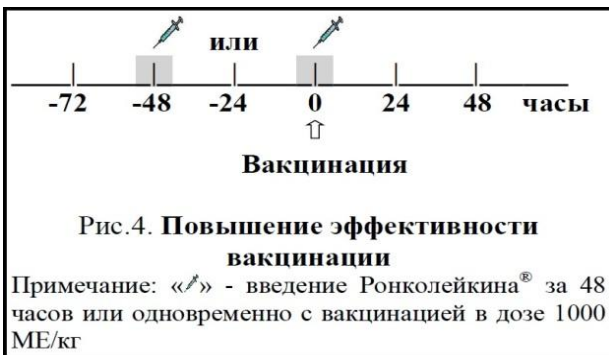 или
-72 -48 -24 0 24 48 часы
Вакцинация
Рис.4. Повышение эффективности
вакцинации
Примечание: «» - введение Ронколейкина® за 48
часов или одновременно с вакцинацией в дозе 1000
МЕ/кг